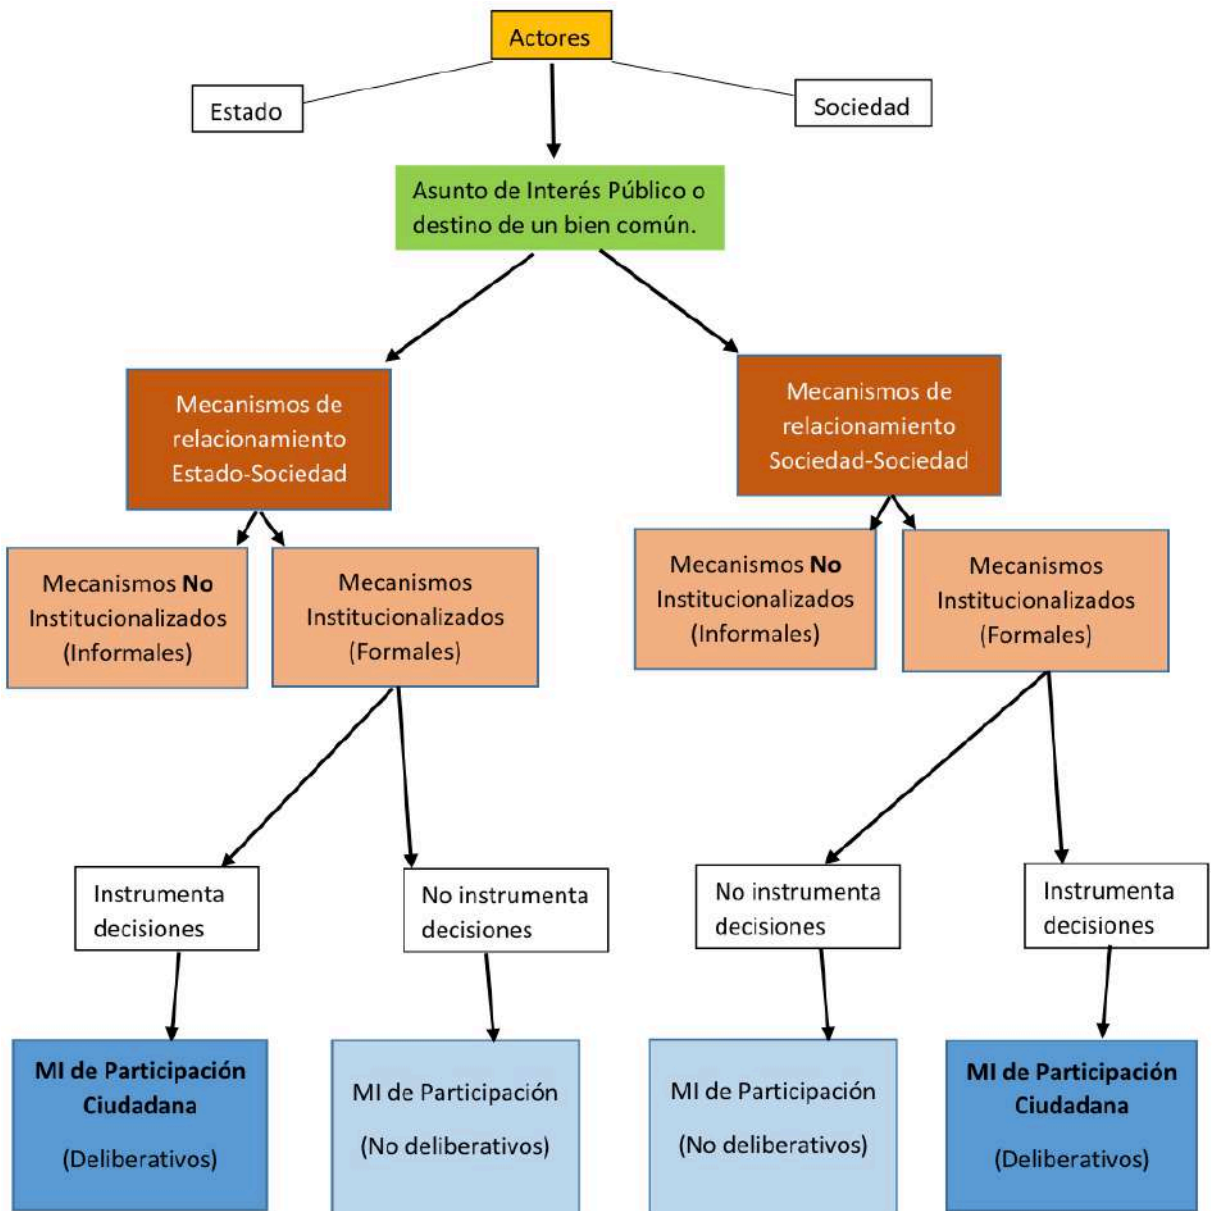 Actores
Estado
Sociedad
Asunto de Interés Público o
destino de un bien común.
Mecanismos de
relacionamiento
Estado-Sociedad
Mecanismos de
relacionamiento
Sociedad-Sociedad
Mecanismos No
Institucionalizados
(Informales)
Mecanismos
Institucionalizados
(Formales)
Mecanismos No
Institucionalizados
(Informales)
Mecanismos
Institucionalizados
(Formales)
Instrumenta
decisiones
No instrumenta
decisiones
No instrumenta
decisiones
Instrumenta
decisiones
MI de Participación
Ciudadana
(Deliberativos)
MI de Participación
(No deliberativos)
MI de Participación
(No deliberativos)
MI de Participación
Ciudadana
(Deliberativos)